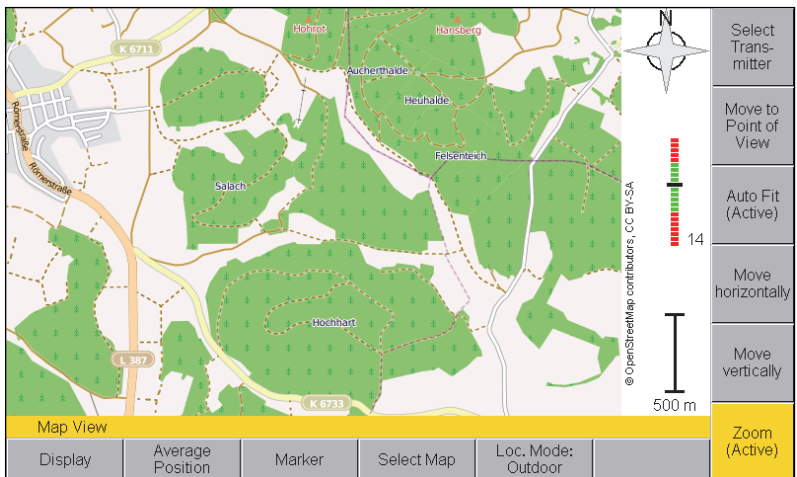 Hohrot
Hansberg
K 6711
Aucherthalde
Heuhalde
Felsenteich
Römerstraße
Römerstraße
Salach
Hochhart
L 387
K 6733
N
14
© OpenStreetMap contributors, CC BY-SA
500 m
Select
Trans-
mitter
Move to
Point of
View
Auto Fit
(Active)
Move
horizontally
Move
vertically
Zoom
(Active)
Map View
Display
Average
Position
Marker
Select Map
Loc. Mode:
Outdoor